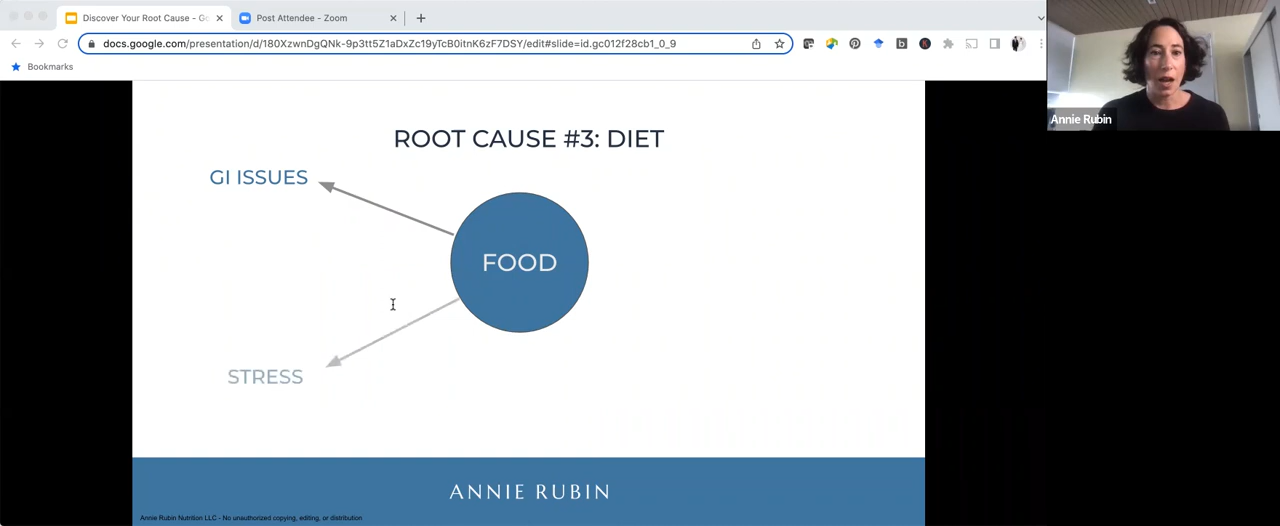 Discover Your Root Cause - Go
Post Attendee - Zoom
docs.google.com/presentation/d/180XzwnDgQNk-9p3tt5Z1aDxZc19yTcB0itnK6zF7DSY/edit#slide=id.gc012f28cb1_0_9
Bookmarks
Annie Rubin
ROOT CAUSE #3: DIET
GI ISSUES
FOOD
STRESS
ANNIE RUBIN
Annie Rubin Nutrition LLC - No unauthorized copying, editing, or distribution